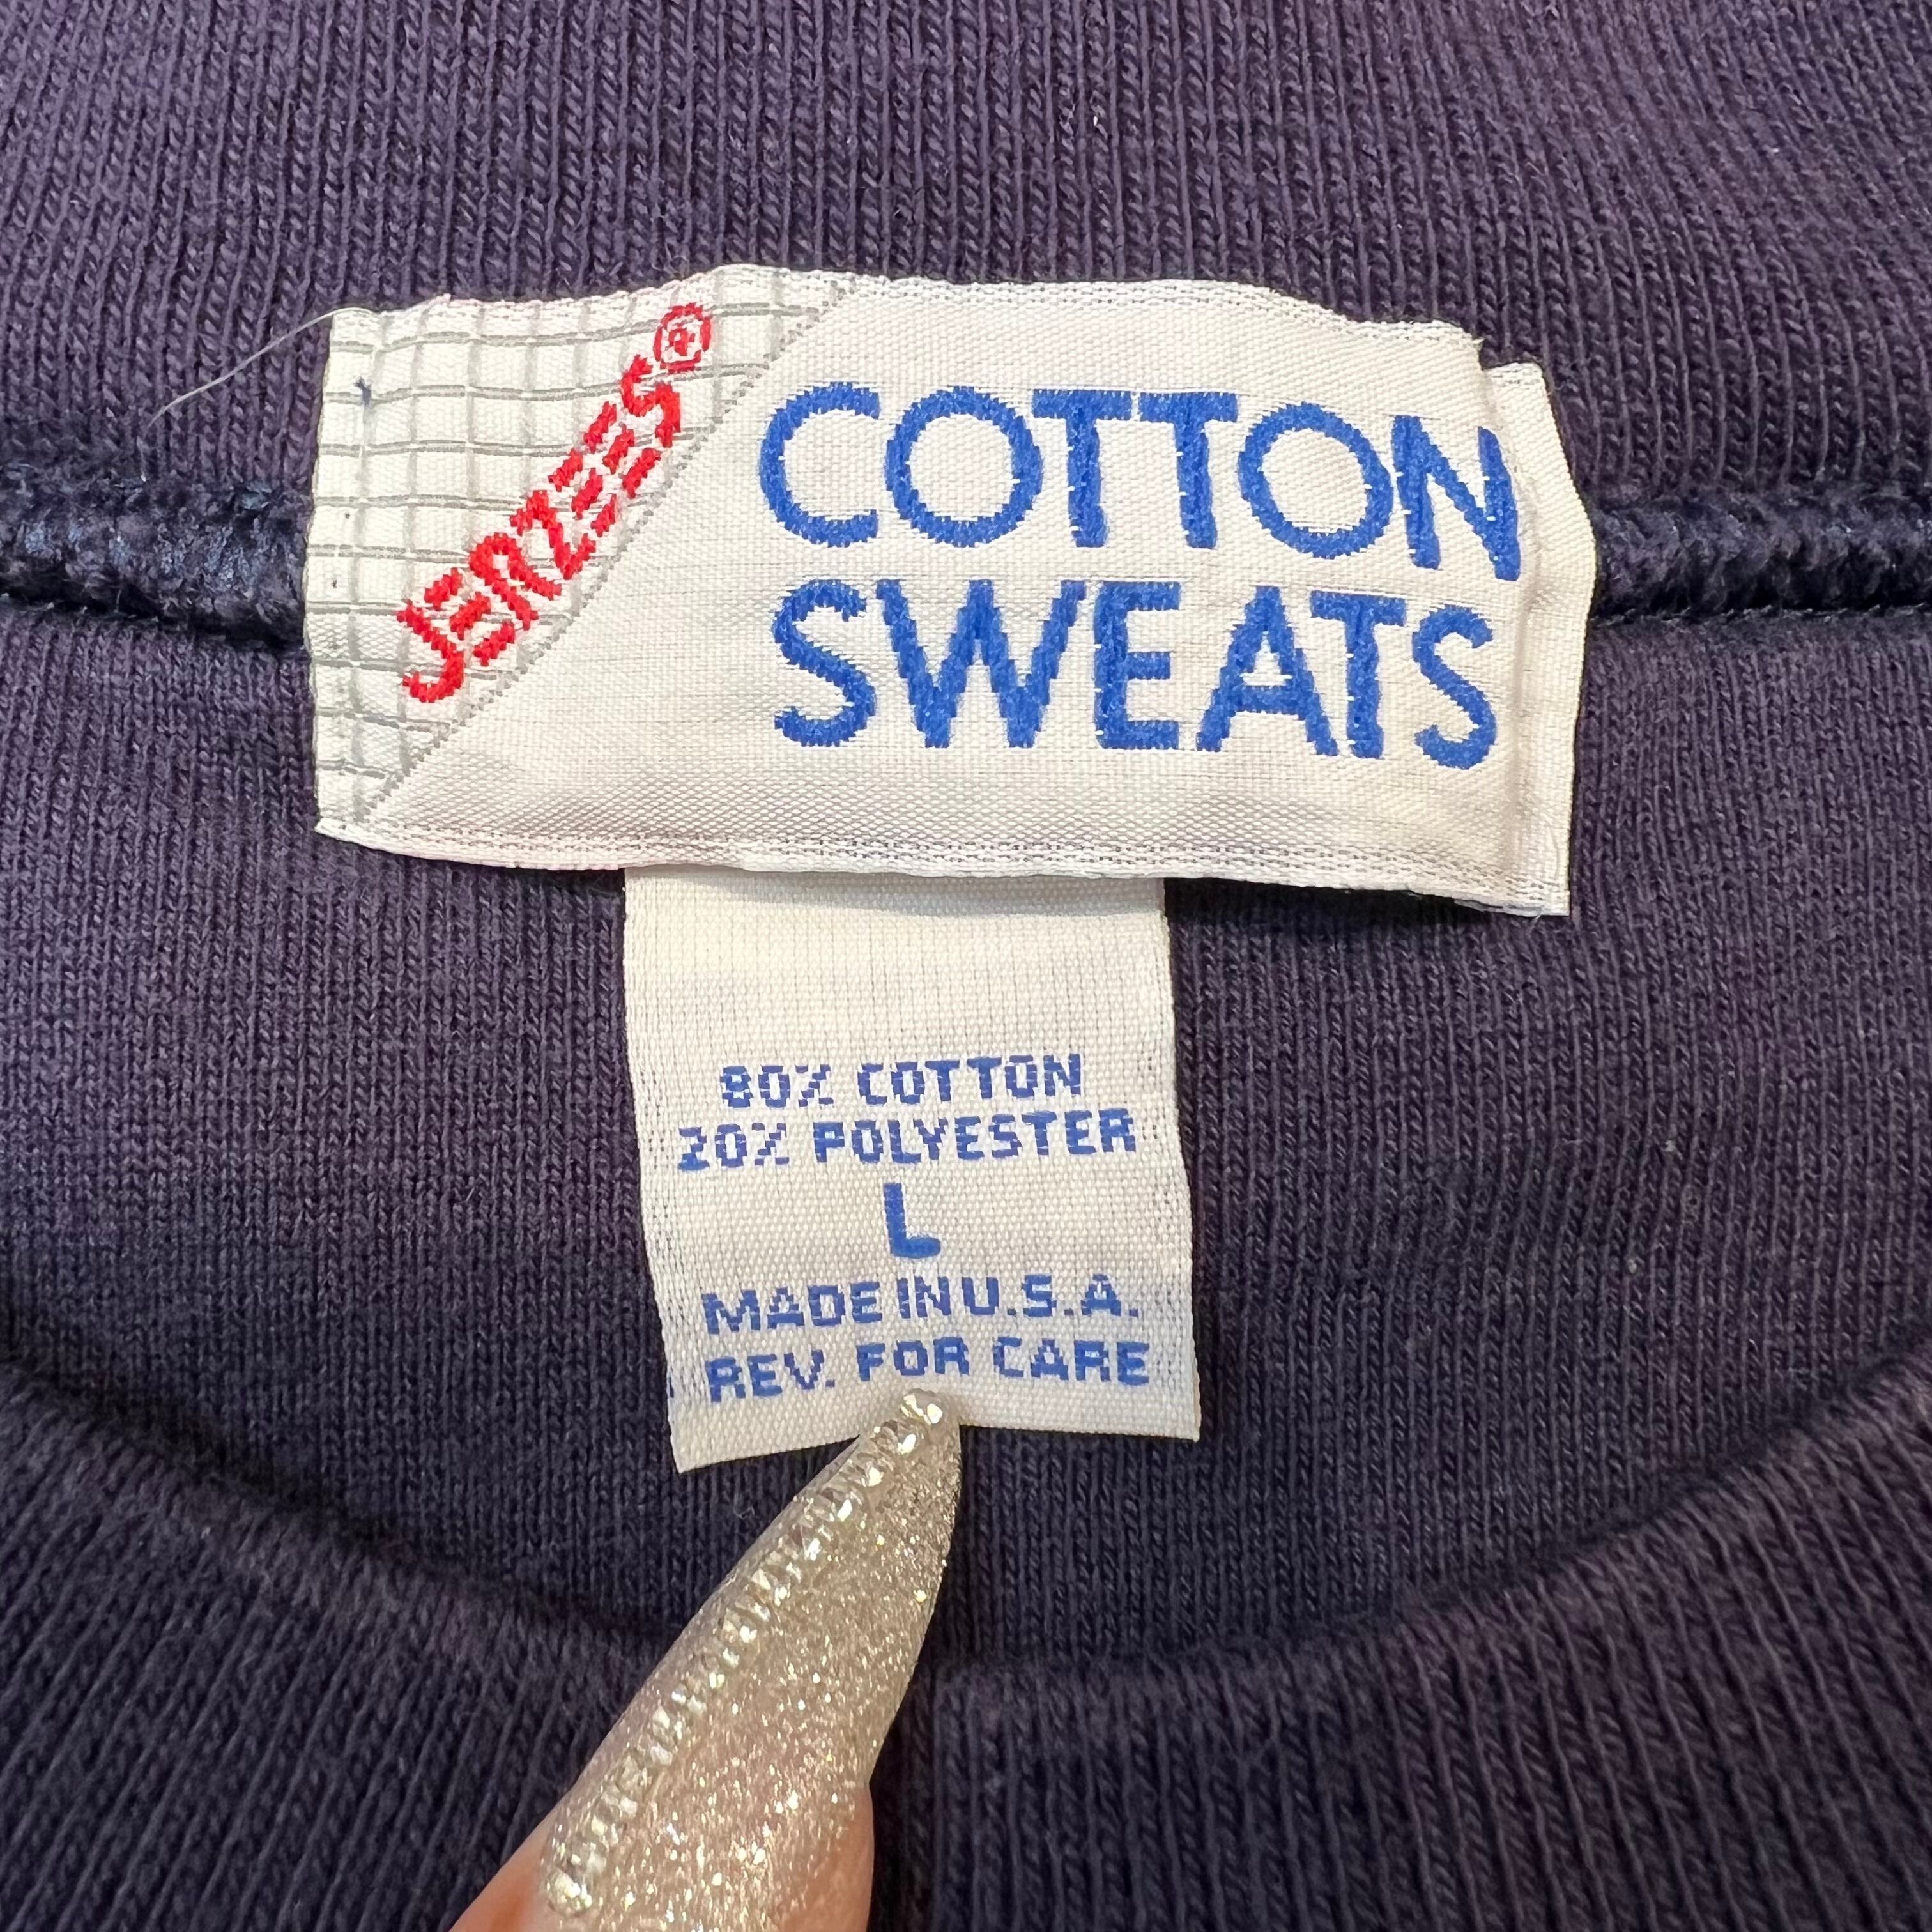 JERZEES®
COTTON
SWEATS
80% COTTON
20% POLYESTER
L
MADE IN U.S.A.
REV. FOR CARE